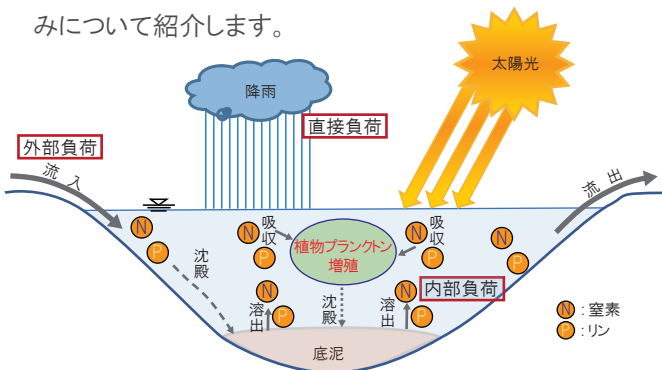 みについて紹介します。
太陽光
降雨
直接負荷
外部負荷
流入
流出
N
P
N
吸収
P
植物プランクトン
増殖
N
吸収
P
N
P
沈殿
N
溶出
P
沈殿
N
内部負荷
溶出
P
底泥
N:窒素
P:リン